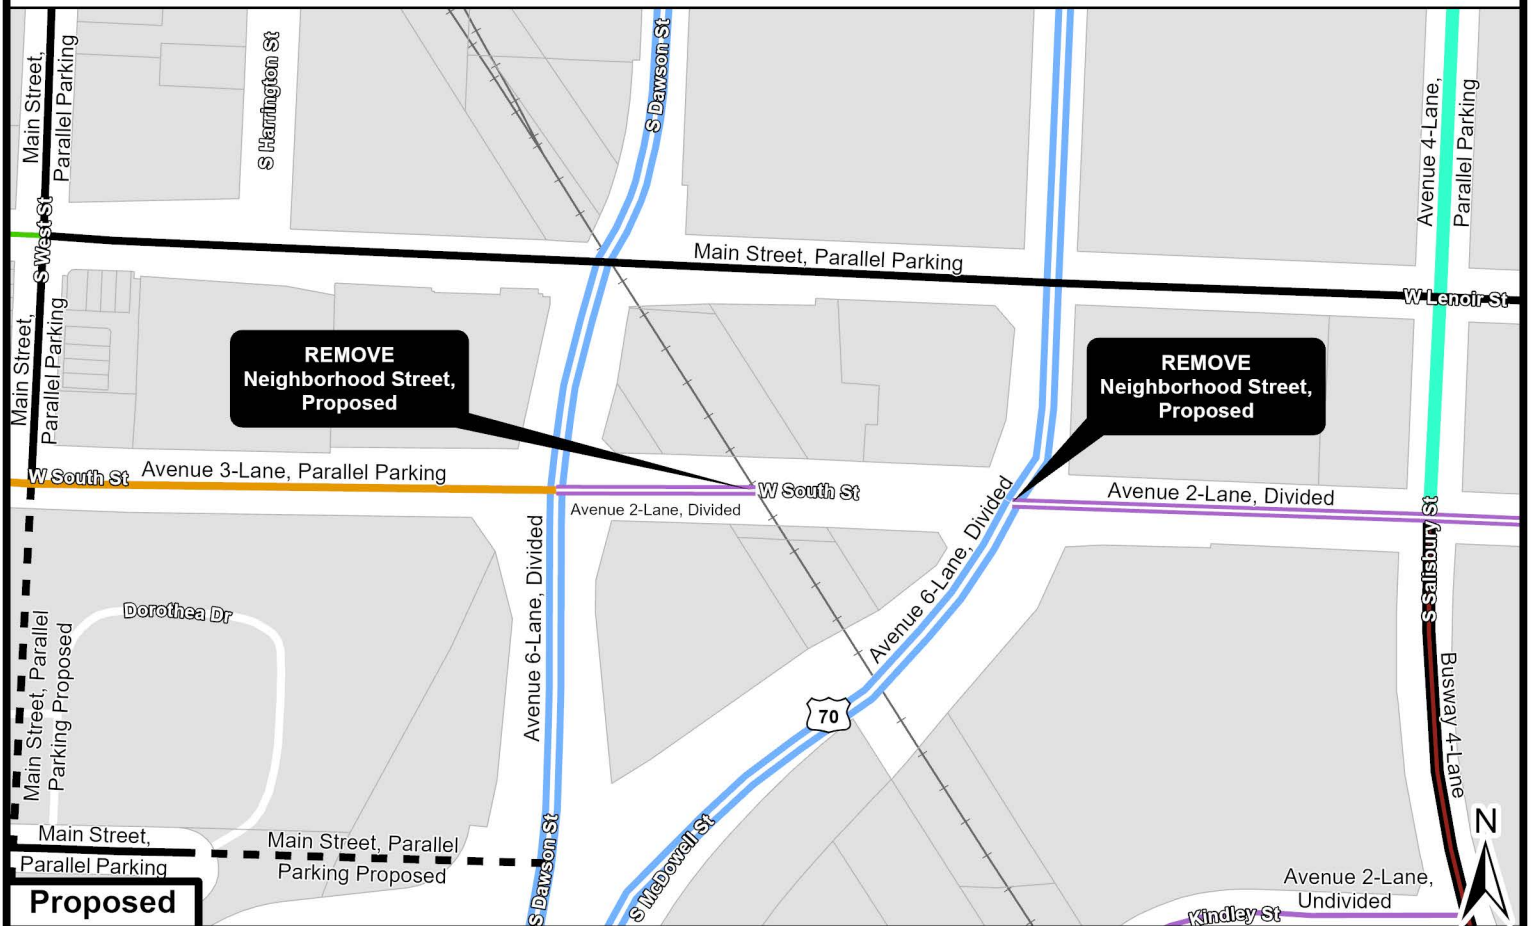 Main Street,
Parallel Parking
S Harrington St
S Dawson St
Avenue 4-Lane,
Parallel Parking
S West St
Main Street, Parallel Parking
W Lenoir St
Main Street,
Parallel Parking
REMOVE
Neighborhood Street,
Proposed
REMOVE
Neighborhood Street,
Proposed
W South St
Avenue 3-Lane, Parallel Parking
W South St
Avenue 2-Lane, Divided
Avenue 2-Lane, Divided
Avenue 6-Lane, Divided
Avenue 6-Lane, Divided
S Salisbury St
Dorothea Dr
Main Street, Parallel
Parking Proposed
70
Busway 4-Lane
Main Street,
Parallel Parking
Main Street, Parallel
Parking Proposed
S Dawson St
S McDowell St
N
Avenue 2-Lane,
Undivided
Kindley St
Proposed